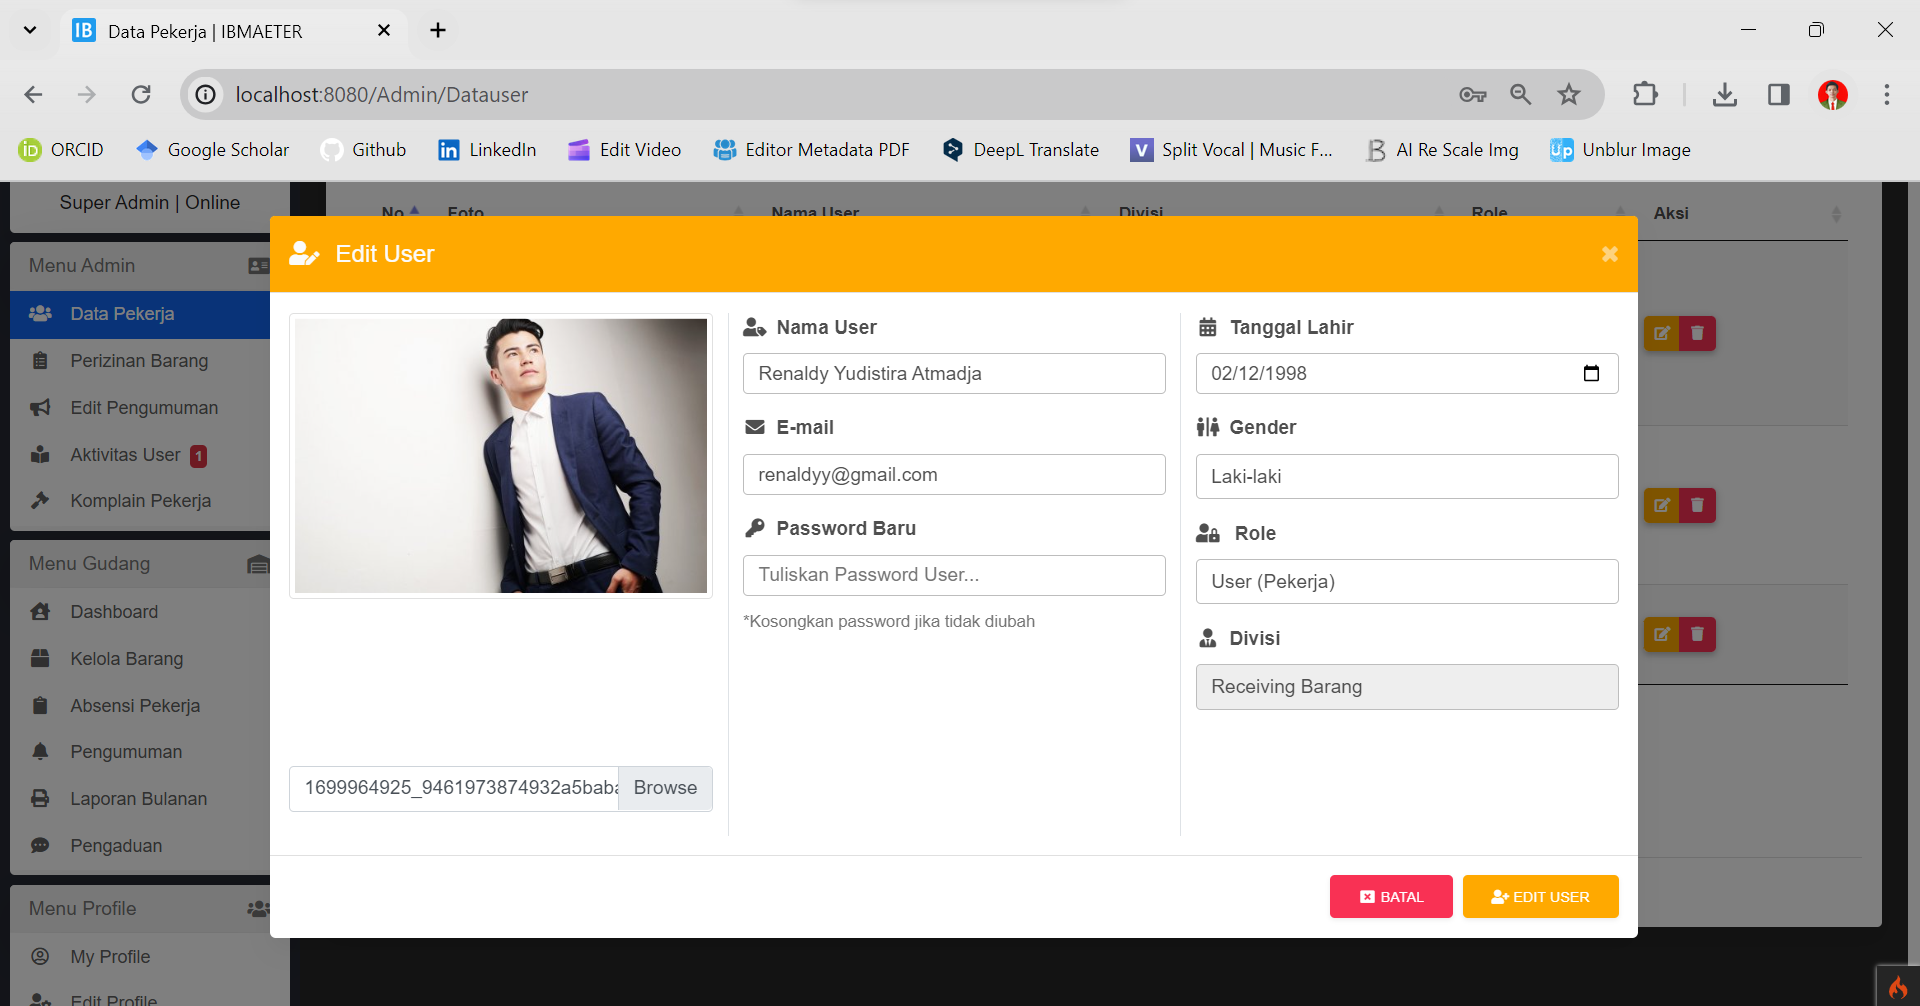 Data Pekerja | IBMAETER
localhost:8080/Admin/Datauser
ORCID
Google Scholar
Github
LinkedIn
Edit Video
Editor Metadata PDF
DeepL Translate
Split Vocal | Music F...
AI Re Scale Img
Unblur Image
Super Admin | Online
No
Foto
Nama User
Divisi
Role
Aksi
Menu Admin
Data Pekerja
Perizinan Barang
Edit Pengumuman
Aktivitas User 1
Komplain Pekerja
Menu Gudang
Dashboard
Kelola Barang
Absensi Pekerja
Pengumuman
Laporan Bulanan
Pengaduan
Menu Profile
My Profile
Edit Profile
Edit User
1699964925_9461973874932a5baba
Browse
Nama User
Renaldy Yudistira Atmadja
E-mail
renaldyy@gmail.com
Password Baru
Tuliskan Password User...
*Kosongkan password jika tidak diubah
Tanggal Lahir
02/12/1998
Gender
Laki-laki
Role
User (Pekerja)
Divisi
Receiving Barang
BATAL
EDIT USER